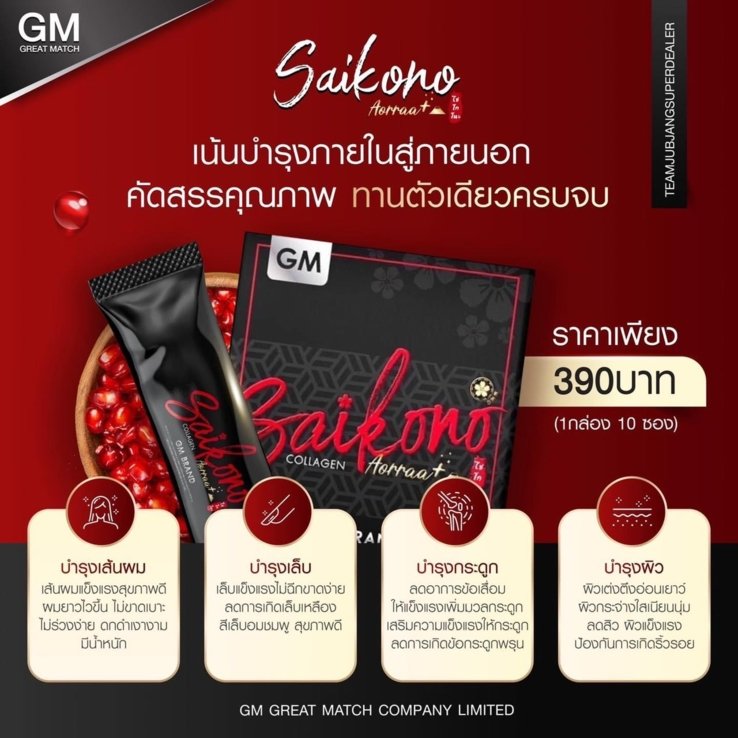 GM
GREAT MATCH
TEAMJUBJANGSUPERDEALER
Saikono
Aorraa+
ไซ
โก
โนะ
เน้นบำรุงภายในสู่ภายนอก
คัดสรรคุณภาพ ทานตัวเดียวครบจบ
GM
Saikono
COLLAGEN Aorraa+
ไซ
โก
Saikono
COLLAGEN
Aorraa+
GM BRAND
ราคาเพียง
390บาท
(1กล่อง 10 ซอง)
บำรุงเส้นผม
เส้นผมแข็งแรงสุขภาพดี
ผมยาวไวขึ้น ไม่ขาดเบาะ
ไม่ร่วงง่าย ดกดำเงางาม
มีน้ำหนัก
บำรุงเล็บ
เล็บแข็งแรงไม่ฉีกขาดง่าย
ลดการเกิดเล็บเหลือง
สีเล็บอมชมพู สุขภาพดี
บำรุงกระดูก
ลดอาการข้อเสื่อม
ให้แข็งแรงเพิ่มมวลกระดูก
เสริมความแข็งแรงให้กระดูก
ลดการเกิดข้อกระดูกพรุน
บำรุงผิว
ผิวเต่งตึงอ่อนเยาว์
ผิวกระจ่างใสเนียนนุ่ม
ลดสิว ผิวแข็งแรง
ป้องกันการเกิดริ้วรอย
GM GREAT MATCH COMPANY LIMITED